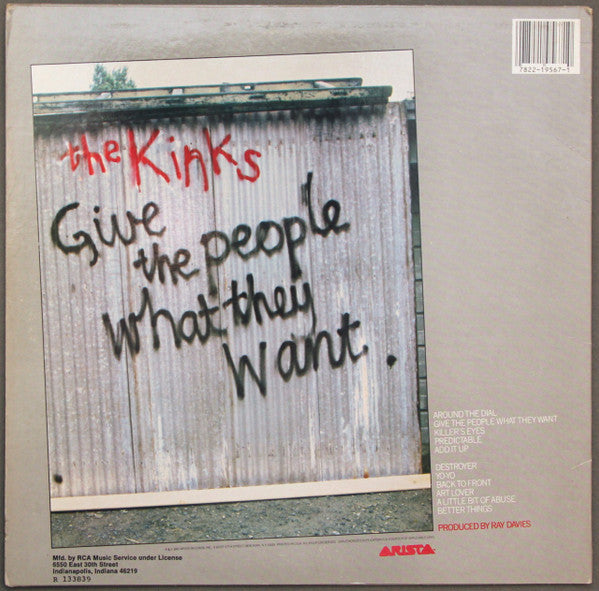 7822-19567-1
the Kinks
Give
the people
what they
want.
AROUND THE DIAL
GIVE THE PEOPLE WHAT THEY WANT
KILLER'S EYES
PREDICTABLE
ADD IT UP
DESTROYER
YO-YO
BACK TO FRONT
ART LOVER
A LITTLE BIT OF ABUSE
BETTER THINGS
PRODUCED BY RAY DAVIES
ARISTA
Mfd. by RCA Music Service under License
6550 East 30th Street
Indianapolis, Indiana 46219
R 133839